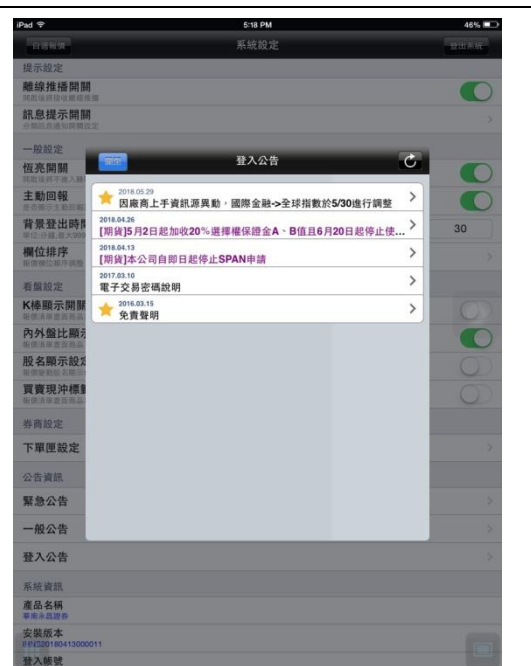 iPad
5:18 PM
46%
系統設定
登出系統
提示設定
離線推播開關
訊息提示開關
一般設定
恆亮開關
主動回報
背景登出時
30
欄位排序
看盤設定
K棒顯示開關
內外盤比顯示
股名顯示設
買賣現沖標
券商設定
下單匣設定
公告資訊
緊急公告
一般公告
登入公告
系統資訊
產品名稱
華南永昌證券
安裝版本
登入帳號
登入公告
2018.05.29
因廠商上手資訊源異動，國際金融->全球指數於5/30進行調整
2018.04.26
[期貨]5月2日起加收20%選擇權保證金A、B值且6月20日起停止使...
2018.04.13
[期貨]本公司自即日起停止SPAN申請
2017.03.10
電子交易密碼說明
2016.03.15
免責聲明